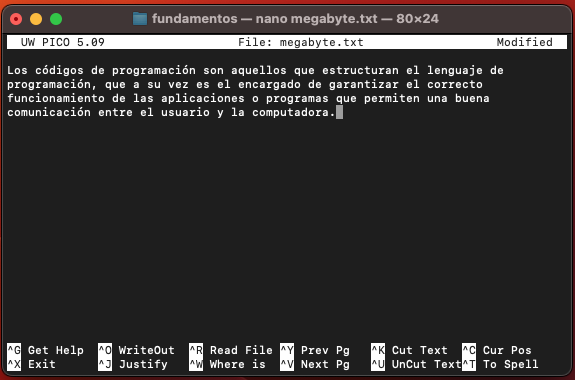 fundamentos — nano megabyte.txt — 80×24
UW PICO 5.09 File: megabyte.txt Modified
Los códigos de programación son aquellos que estructuran el lenguaje de
programación, que a su vez es el encargado de garantizar el correcto
funcionamiento de las aplicaciones o programas que permiten una buena
comunicación entre el usuario y la computadora.
^G Get Help ^O WriteOut ^R Read File ^Y Prev Pg ^K Cut Text ^C Cur Pos
^X Exit ^J Justify ^W Where is ^V Next Pg ^U UnCut Text ^T To Spell